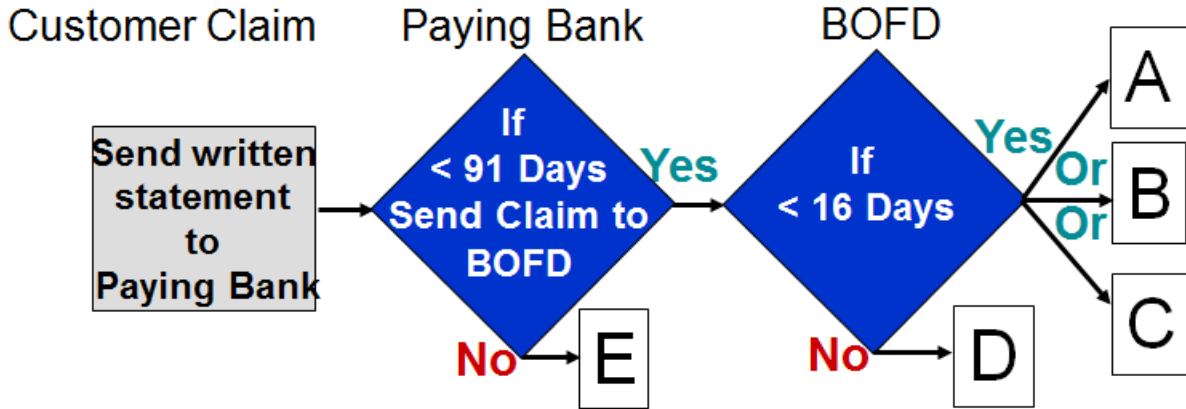 Customer Claim
Paying Bank
BOFD
Send written
statement
to
Paying Bank
If
< 91 Days
Send Claim to
BOFD
Yes
No
E
If
< 16 Days
Yes
Or
Or
No
D
A
B
C